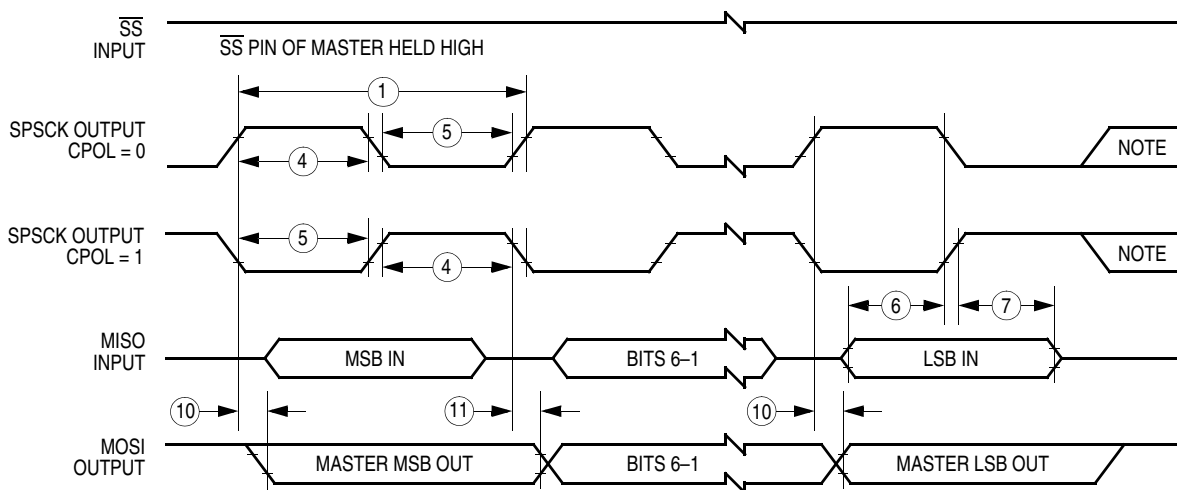 SS
INPUT
SS PIN OF MASTER HELD HIGH
1
SPSCK OUTPUT
CPOL = 0
5
4
NOTE
SPSCK OUTPUT
CPOL = 1
5
4
NOTE
6
7
MISO
INPUT
MSB IN
BITS 6–1
LSB IN
10
11
10
MOSI
OUTPUT
MASTER MSB OUT
BITS 6–1
MASTER LSB OUT